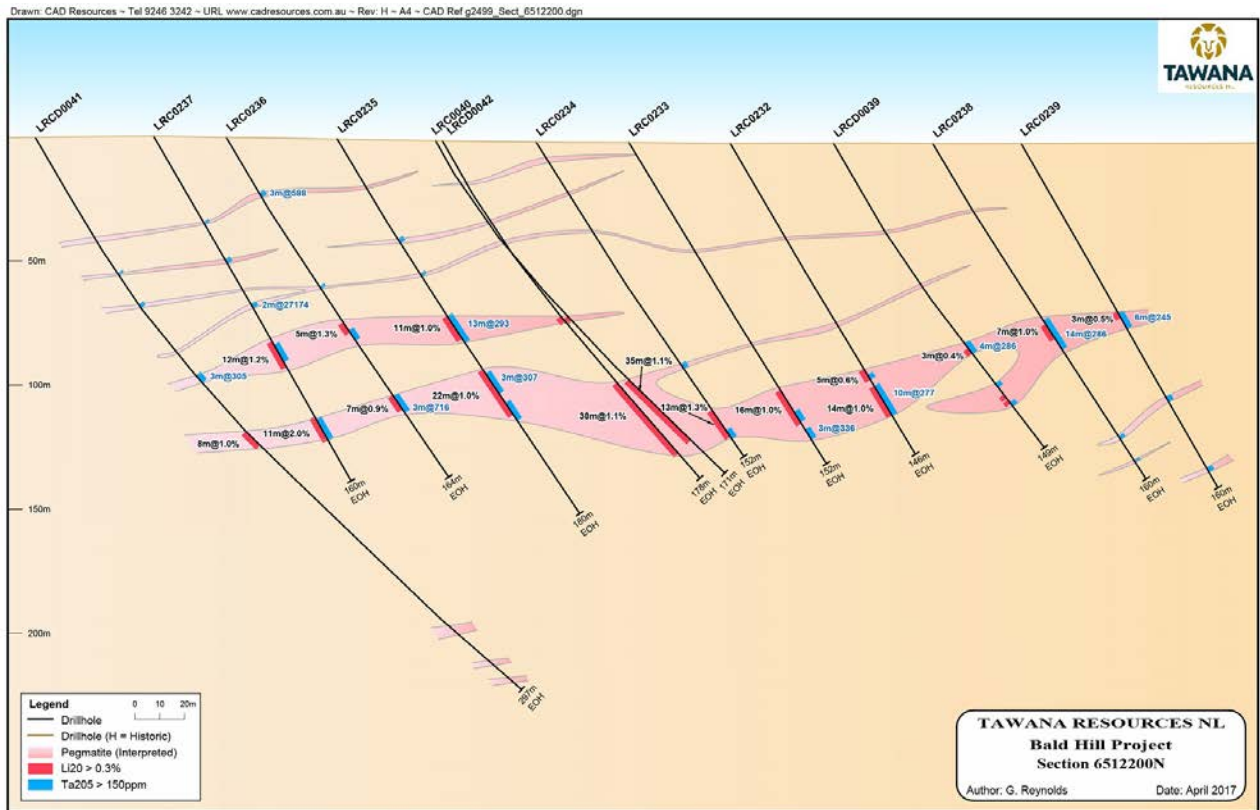 Drawn: CAD Resources ~ Tel 9246 3242 ~ URL www.cadresources.com.au ~ Rev: H ~ A4 ~ CAD Ref g2499_Sect_6512200.dgn
TAWANA
RESOURCES NL
LRCD0041
LRC0237
LRC0236
LRC0235
LRC0040
LRCD0042
LRC0234
LRC0233
LRC0232
LRCD0039
LRC0238
LRC0239
3m@588
50m
2m@27174
5m@1.3%
11m@1.0%
13m@293
12m@1.2%
3m@305
100m
7m@0.9%
3m@716
22m@1.0%
3m@307
35m@1.1%
13m@1.3%
16m@1.0%
3m@336
5m@0.6%
10m@277
14m@1.0%
3m@0.4%
4m@286
7m@1.0%
14m@286
3m@0.5%
6m@245
8m@1.0%
11m@2.0%
160m
EOH
164m
EOH
180m
EOH
178m
EOH
171m
EOH
152m
EOH
152m
EOH
146m
EOH
149m
EOH
160m
EOH
160m
EOH
150m
200m
297m
EOH
Legend
0 10 20m
Drillhole
Drillhole (H = Historic)
Pegmatite (Interpreted)
Li20 > 0.3%
Ta205 > 150ppm
TAWANA RESOURCES NL
Bald Hill Project
Section 6512200N
Author: G. Reynolds Date: April 2017